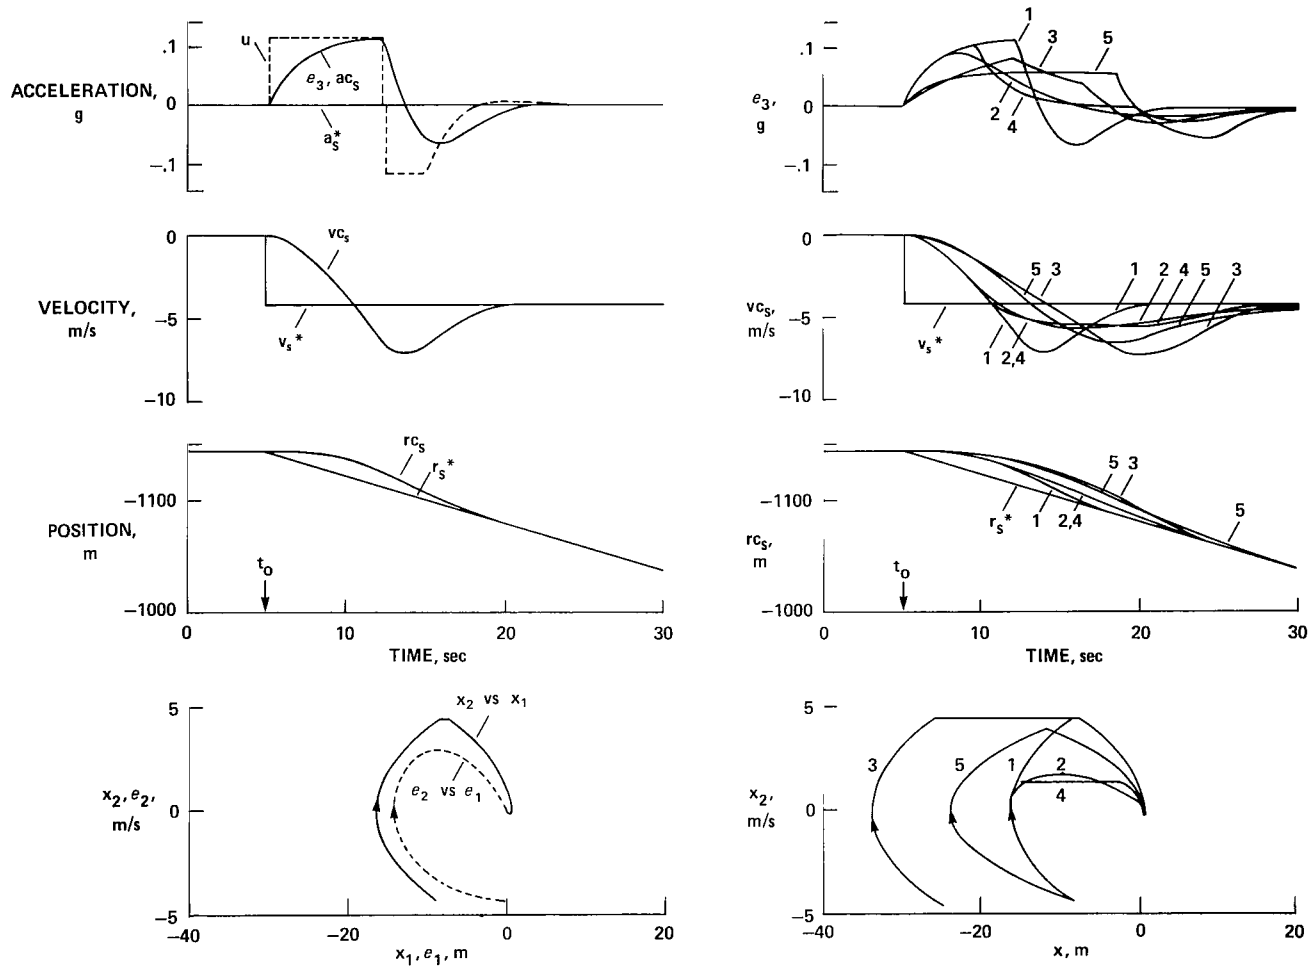 ACCELERATION,
g
.1
0
−.1
u
e3, acs
as*
VELOCITY,
m/s
0
−5
−10
vcs
vs*
POSITION,
m
−1100
−1000
rcs
rs*
to
0
10
20
30
TIME, sec
x2, e2,
m/s
5
0
−5
x2 vs x1
e2 vs e1
−40
−20
0
20
x1, e1, m
e3,
g
.1
0
−.1
1
3
5
2
4
vcs,
m/s
0
−5
−10
5 3
1 2 4 5 3
vs*
1 2,4
rcs,
m
−1100
−1000
5 3
rs* 1 2,4
5
to
0
10
20
30
TIME, sec
x2,
m/s
5
0
−5
3
5
1
2
4
−40
−20
0
20
x, m